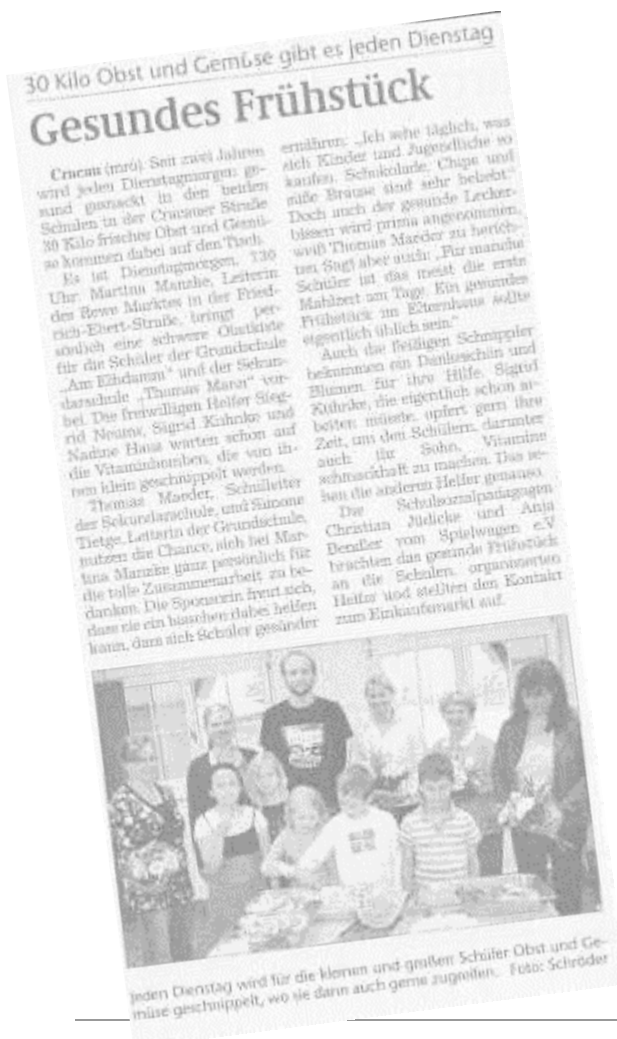 30 Kilo Obst und Gemüse gibt es jeden Dienstag
Gesundes Frühstück
Cracau (mrö). Seit zwei Jahren
wird jeden Dienstagmorgen ge-
sund gesnackt in den beiden
Schulen in der Cracauer Straße
30 Kilo frisches Obst und Gemü-
se kommen dabei auf den Tisch.
Es ist Dienstagmorgen, 7.30
Uhr. Martina Manzke, Leiterin
des Rewe Marktes in der Fried-
rich-Ebert-Straße, bringt per-
sönlich eine schwere Obstkiste
für die Schüler der Grundschule
„Am Elbdamm“ und der Sekun-
darschule „Thomas Mann“ vor-
bei. Die freiwilligen Helfer Sieg-
rid Sigrid Kühnke und
Nadine Haus warten schon auf
die Vitaminbomben, die von ih-
nen klein geschnippelt werden.
Thomas Maeder, Schulleiter
der Sekundarschule, und Simone
Tietge, Leiterin der Grundschule,
nutzen die Chance, sich bei Mar-
tina Manzke ganz persönlich für
die tolle Zusammenarbeit zu be-
danken. Die Sponsorin freut sich,
dass sie ein bisschen dabei helfen
kann, dass sich Schüler gesünder
ernähren: „Ich sehe täglich, was
sich Kinder und Jugendliche so
kaufen. Schokolade, Chips und
süße Brause sind sehr beliebt.“
Doch auch der gesunde Lecker-
bissen wird prima angenommen,
weiß Thomas Maeder zu berich-
ten. Sagt aber auch: „Für manche
Schüler ist das meist die erste
Mahlzeit am Tage. Ein gesundes
Frühstück im Elternhaus sollte
eigentlich üblich sein.“
Auch die fleißigen Schnippler
bekommen ein Dankeschön und
Blumen für ihre Hilfe. Sigrid
Kühnke, die eigentlich schon ar-
beiten müsste, opfert gern ihre
Zeit, um den Schülern, darunter
auch ihr Sohn, Vitamine
schmackhaft zu machen. Das se-
hen die anderen Helfer genauso.
Die Schulsozialpädagogen
Christian Jüdicke und Anja
Bendler vom Spielwagen e.V.
brachten das gesunde Frühstück
an die Schulen, organisierten
Helfer und stellten den Kontakt
zum Einkaufsmarkt auf.
Jeden Dienstag wird für die kleinen und großen Schüler Obst und Ge-
müse geschnippelt, wo sie dann auch gerne zugreifen. Foto: Schröder